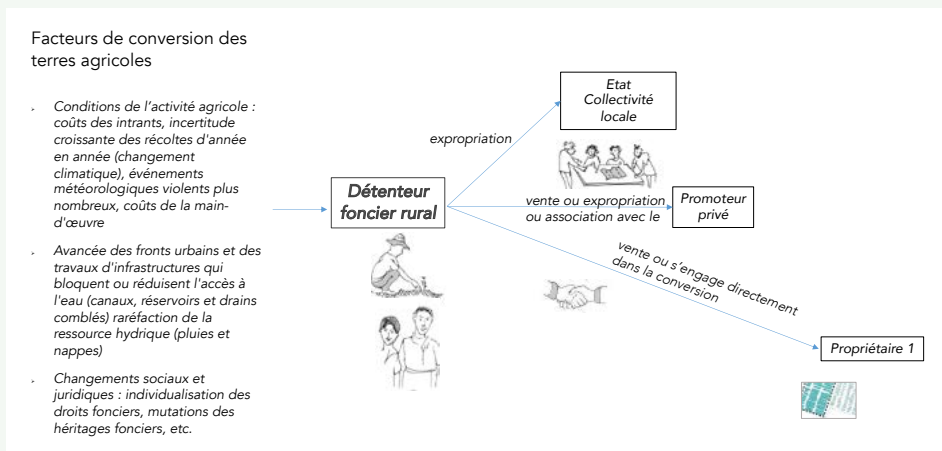 Facteurs de conversion des
terres agricoles
Conditions de l'activité agricole :
coûts des intrants, incertitude
croissante des récoltes d'année
en année (changement
climatique), événements
météorologiques violents plus
nombreux, coûts de la main-
d'œuvre
Avancée des fronts urbains et des
travaux d'infrastructures qui
bloquent ou réduisent l'accès à
l'eau (canaux, réservoirs et drains
comblés) raréfaction de la
ressource hydrique (pluies et
nappes)
Changements sociaux et
juridiques : individualisation des
droits fonciers, mutations des
héritages fonciers, etc.
Détenteur
foncier rural
expropriation
Etat
Collectivité
locale
vente ou expropriation
ou association avec le
Promoteur
privé
vente ou s'engage directement
dans la conversion
Propriétaire 1